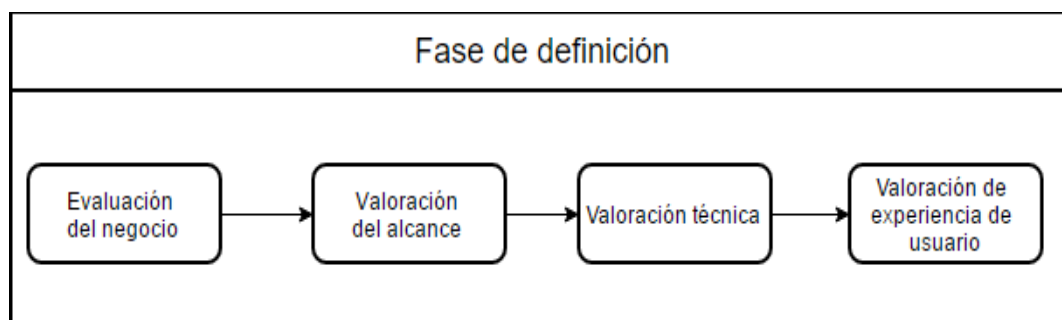 Fase de definición
Evaluación
del negocio
Valoración
del alcance
Valoración técnica
Valoración de
experiencia de
usuario